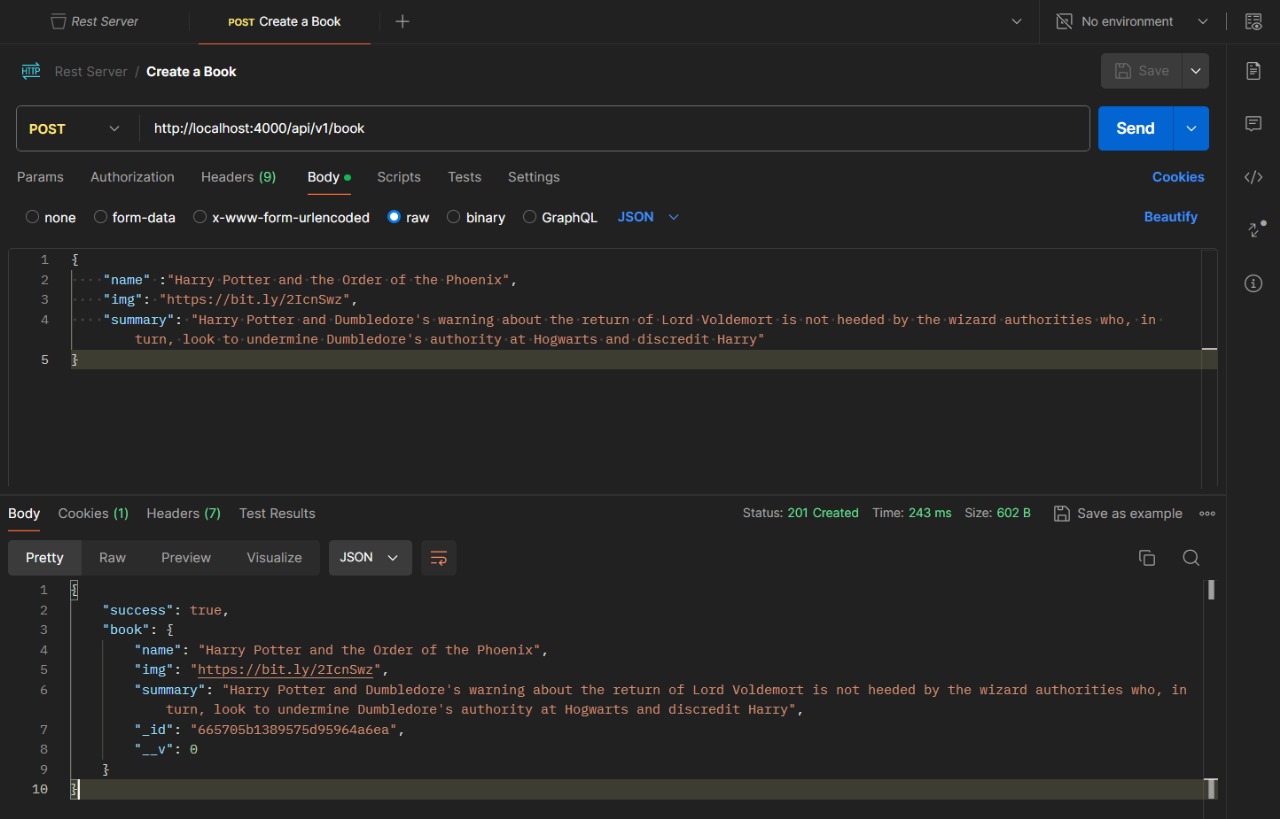 Rest Server
POST Create a Book
No environment
HTTP
Rest Server / Create a Book
Save
POST
http://localhost:4000/api/v1/book
Send
Params Authorization Headers (9) Body Scripts Tests Settings
Cookies
none form-data x-www-form-urlencoded raw binary GraphQL JSON
Beautify
1 {
2 "name" :"Harry Potter and the Order of the Phoenix",
3 "img": "https://bit.ly/2IcnSwz",
4 "summary": "Harry Potter and Dumbledore's warning about the return of Lord Voldemort is not heeded by the wizard authorities who, in
turn, look to undermine Dumbledore's authority at Hogwarts and discredit Harry"
5 }
Body Cookies (1) Headers (7) Test Results
Status: 201 Created Time: 243 ms Size: 602 B Save as example
Pretty Raw Preview Visualize JSON
1 {
2 "success": true,
3 "book": {
4 "name": "Harry Potter and the Order of the Phoenix",
5 "img": "https://bit.ly/2IcnSwz",
6 "summary": "Harry Potter and Dumbledore's warning about the return of Lord Voldemort is not heeded by the wizard authorities who, in
turn, look to undermine Dumbledore's authority at Hogwarts and discredit Harry",
7 "_id": "665705b1389575d95964a6ea",
8 "__v": 0
9 }
10 }